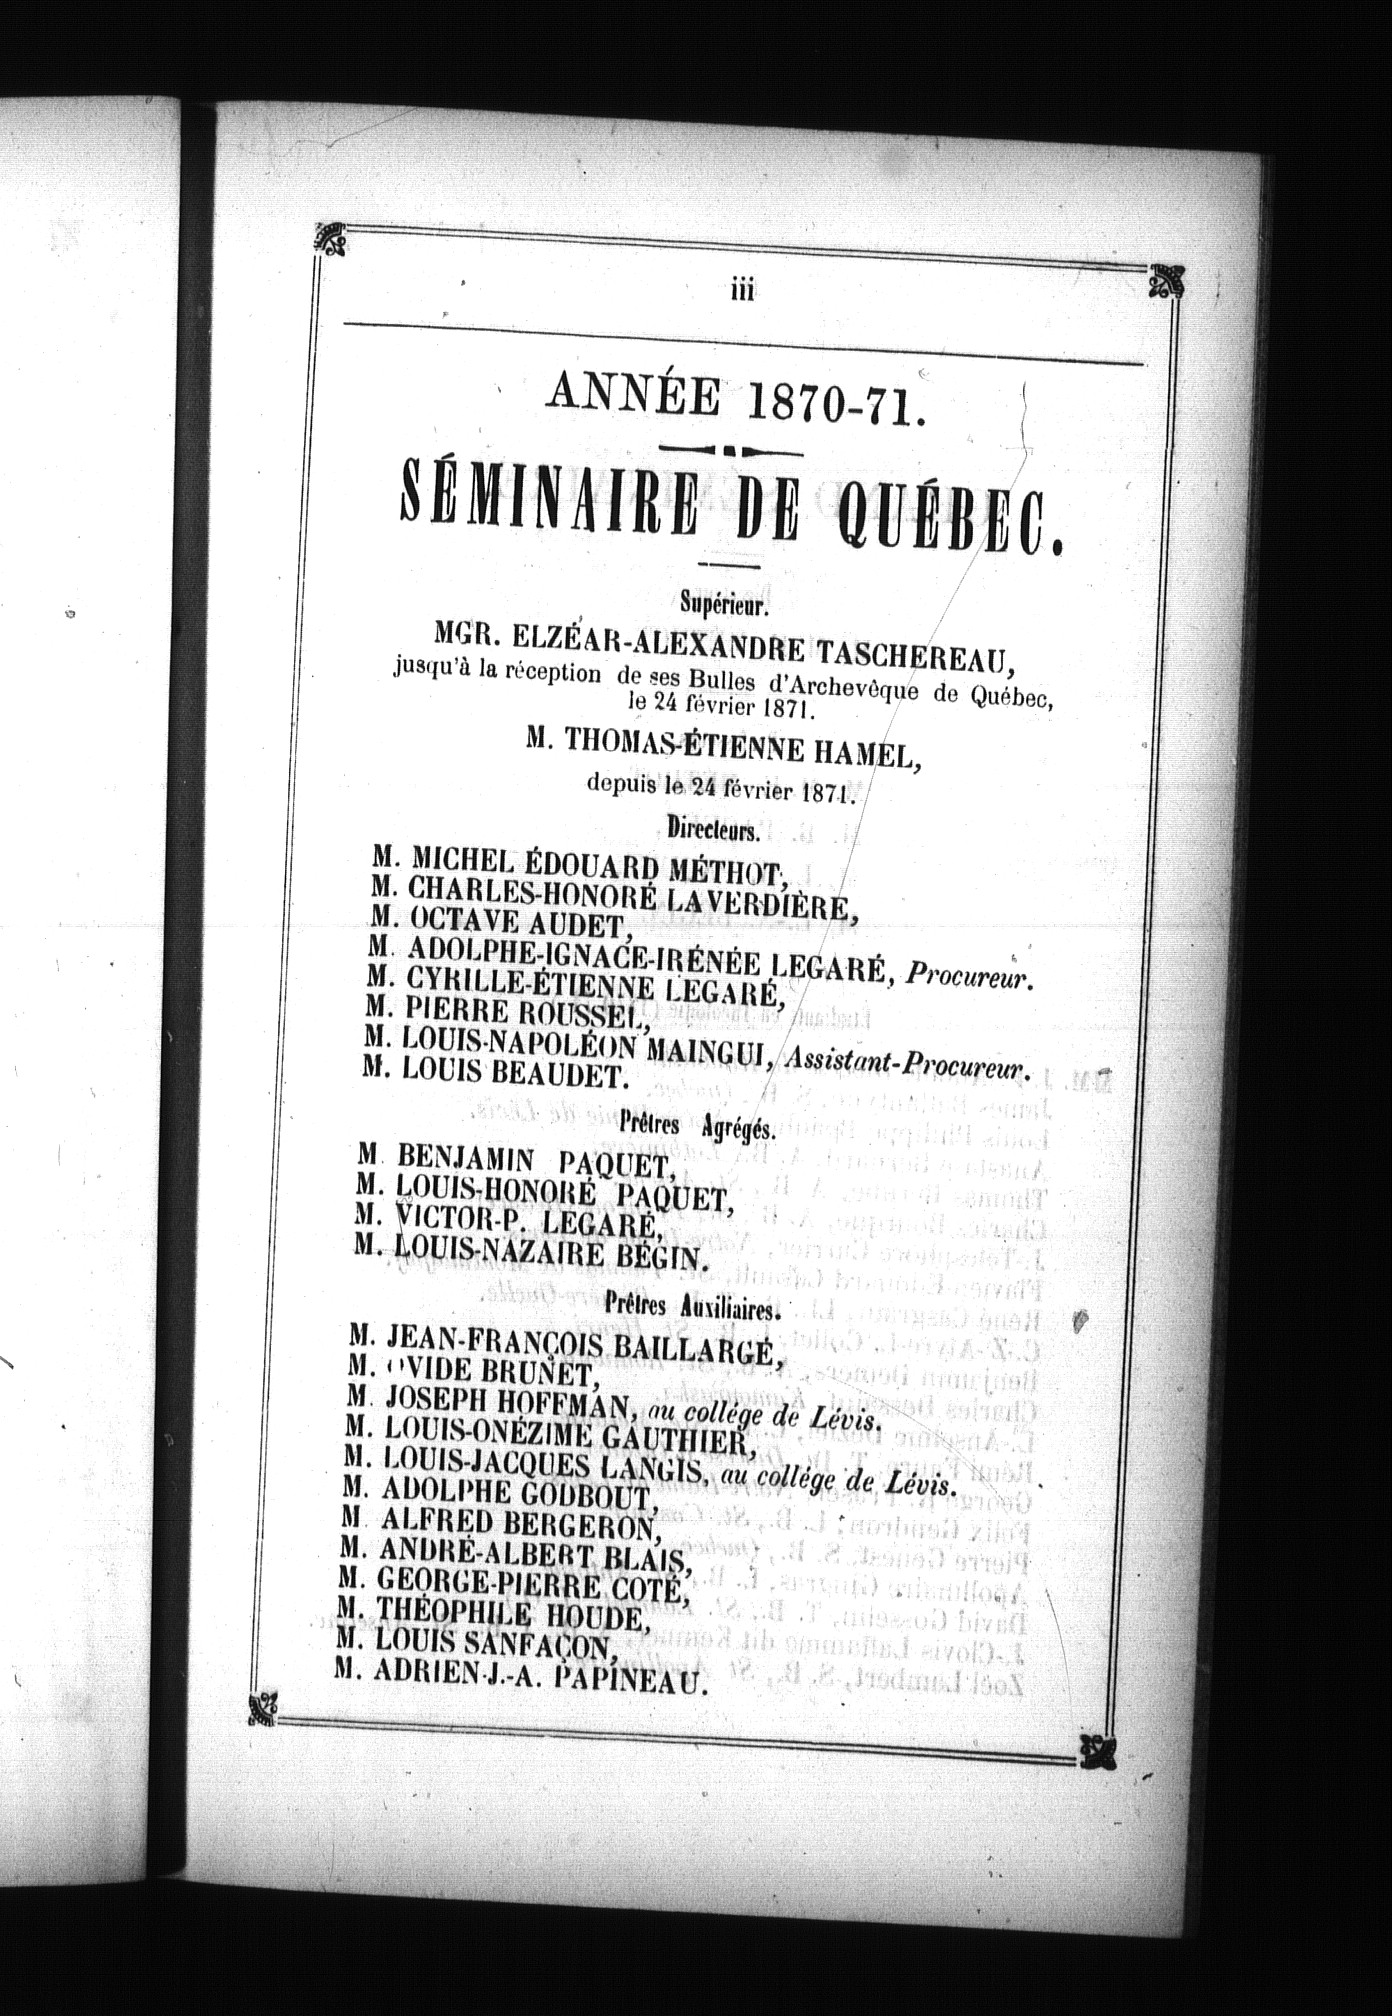 iii
ANNÉE 1870-71.
SÉMINAIRE DE QUÉBEC.
Supérieur.
MGR. ELZÉAR-ALEXANDRE TASCHEREAU,
jusqu'à la réception de ses Bulles d'Archevêque de Québec,
le 24 février 1871.
M. THOMAS-ÉTIENNE HAMEL,
depuis le 24 février 1871.
Directeurs.
M. MICHEL ÉDOUARD MÉTHOT,
M. CHARLES-HONORÉ LAVERDIÈRE,
M. OCTAVE AUDET,
M. ADOLPHE-IGNACE-IRÉNÉE LEGARÉ, Procureur.
M. CYRILLE-ÉTIENNE LEGARÉ,
M. PIERRE ROUSSEL,
M. LOUIS-NAPOLÉON MAINGUI, Assistant-Procureur.
M. LOUIS BEAUDET.
Prêtres Agrégés.
M. BENJAMIN PAQUET,
M. LOUIS-HONORÉ PAQUET,
M. VICTOR-P. LEGARÉ,
M. LOUIS-NAZAIRE BÉGIN.
Prêtres Auxiliaires.
M. JEAN-FRANÇOIS BAILLARGÉ,
M. OVIDE BRUNET,
M. JOSEPH HOFFMAN, au collége de Lévis.
M. LOUIS-ONÉZIME GAUTHIER,
M. LOUIS-JACQUES LANGIS, au collége de Lévis.
M. ADOLPHE GODBOUT,
M. ALFRED BERGERON,
M. ANDRÉ-ALBERT BLAIS,
M. GEORGE-PIERRE COTÉ,
M. THÉOPHILE HOUDE,
M. LOUIS SANFAÇON,
M. ADRIEN-J.-A. PAPINEAU.